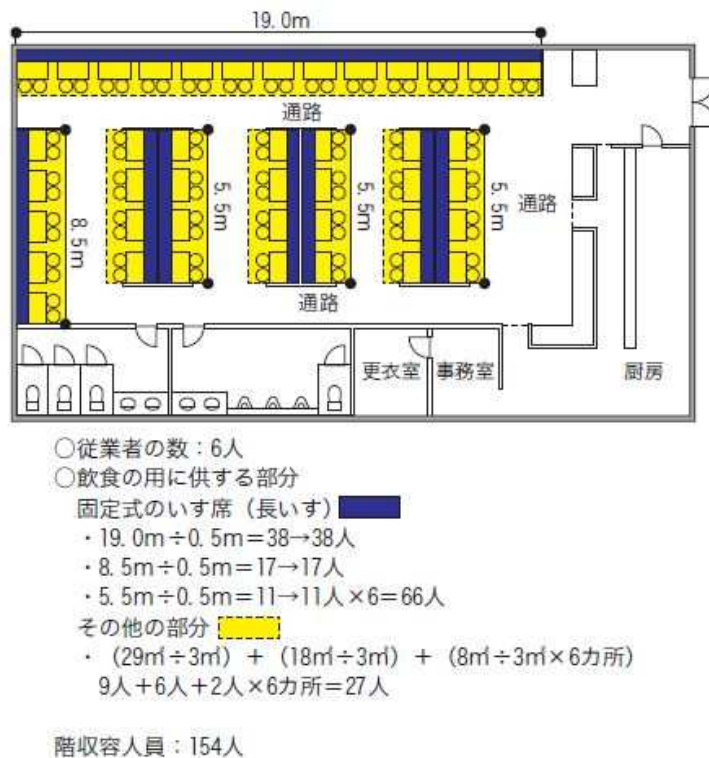 19.0m
通路
8.5m
5.5m
5.5m
5.5m
通路
通路
更衣室
事務室
厨房
○従業者の数：6人
○飲食の用に供する部分
固定式のいす席（長いす）
・19.0m÷0.5m＝38→38人
・8.5m÷0.5m＝17→17人
・5.5m÷0.5m＝11→11人×6＝66人
その他の部分
・（29㎡÷3㎡）＋（18㎡÷3㎡）＋（8㎡÷3㎡×6カ所）
9人＋6人＋2人×6カ所＝27人
階収容人員：154人